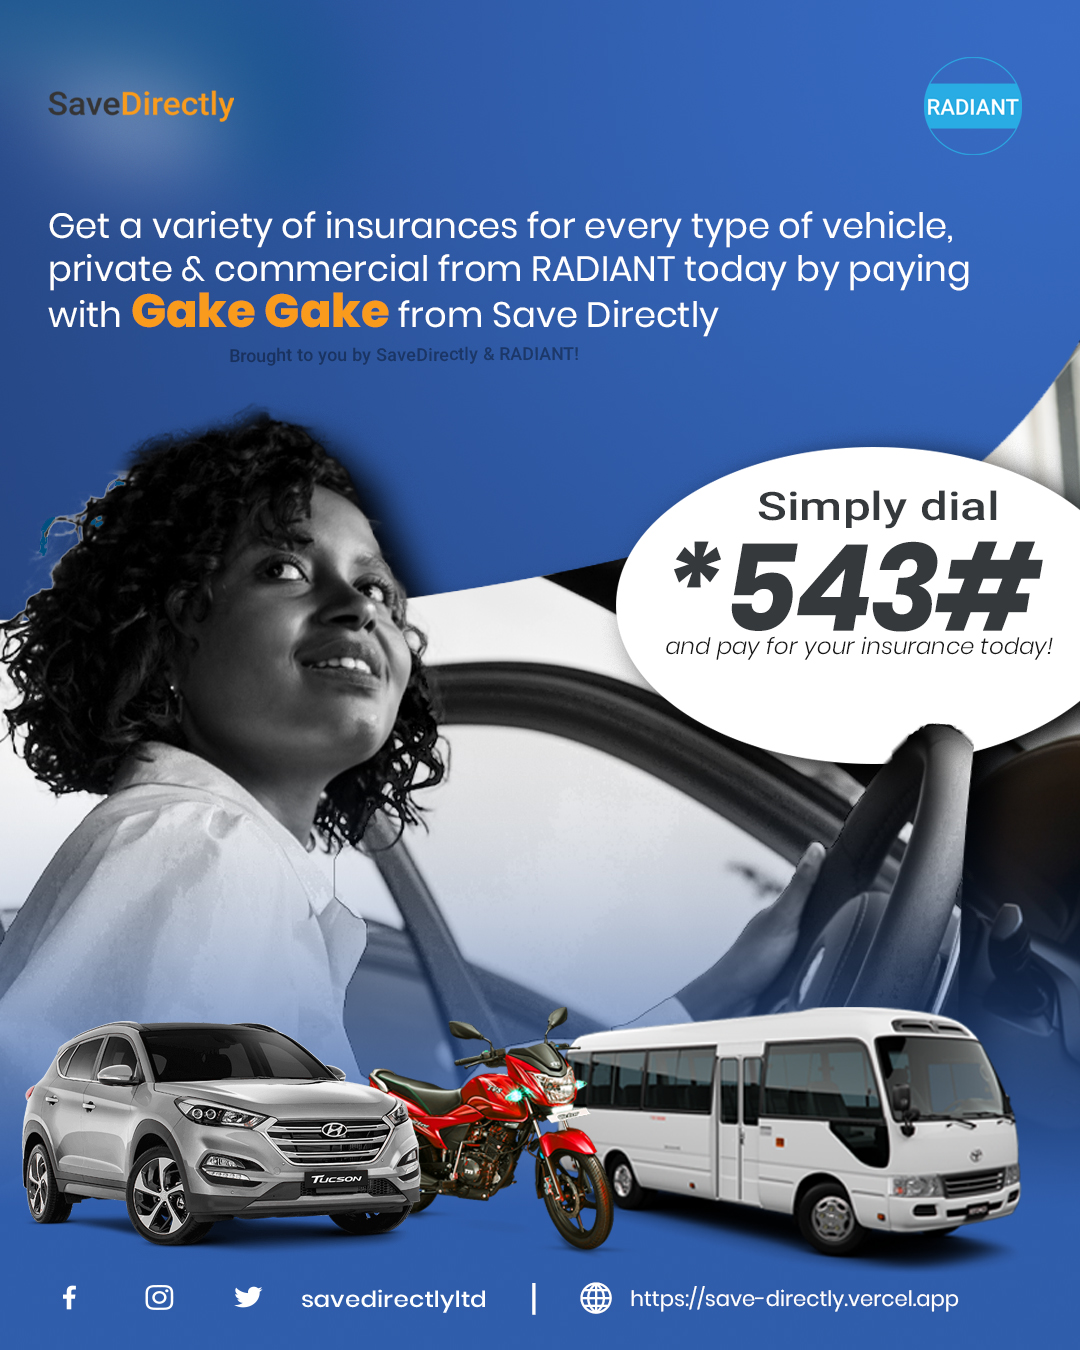 SaveDirectly
RADIANT
Get a variety of insurances for every type of vehicle,
private & commercial from RADIANT today by paying
with Gake Gake from Save Directly
Brought to you by SaveDirectly & RADIANT!
Simply dial
*543#
and pay for your insurance today!
TUCSON
savedirectlyltd | https://save-directly.vercel.app